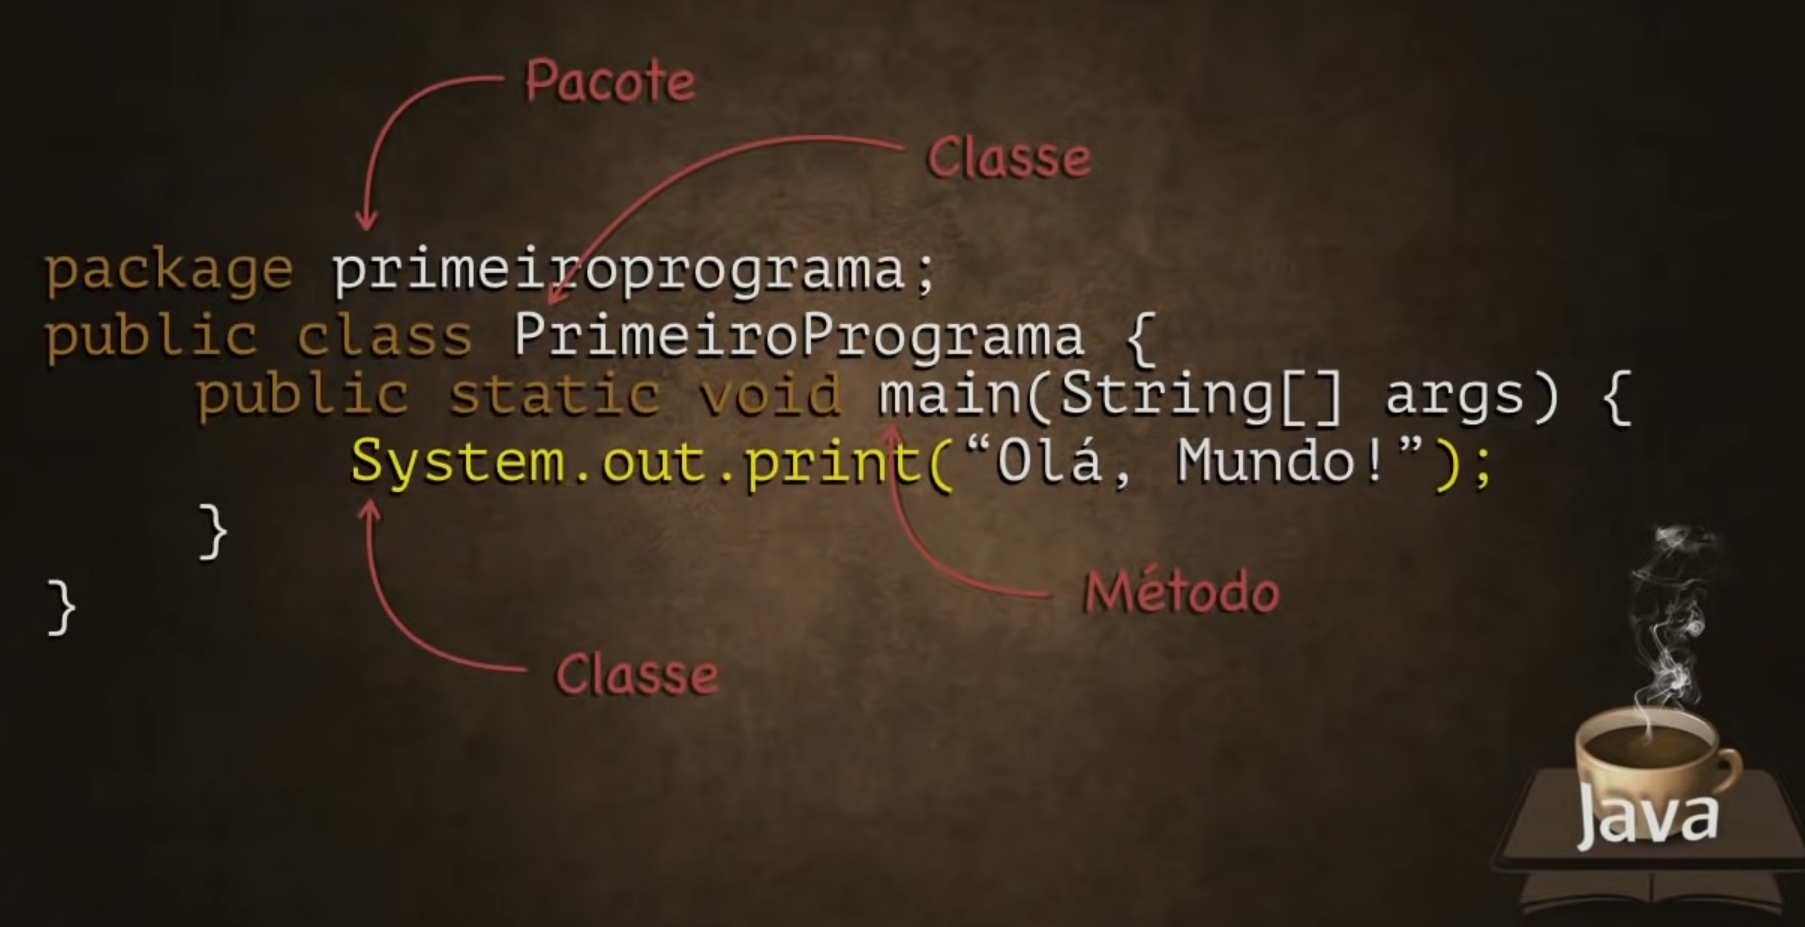 Pacote
Classe
package primeiroprograma;
public class PrimeiroPrograma {
public static void main(String[] args) {
System.out.print(“Olá, Mundo!”);
}
Método
}
Classe
Java